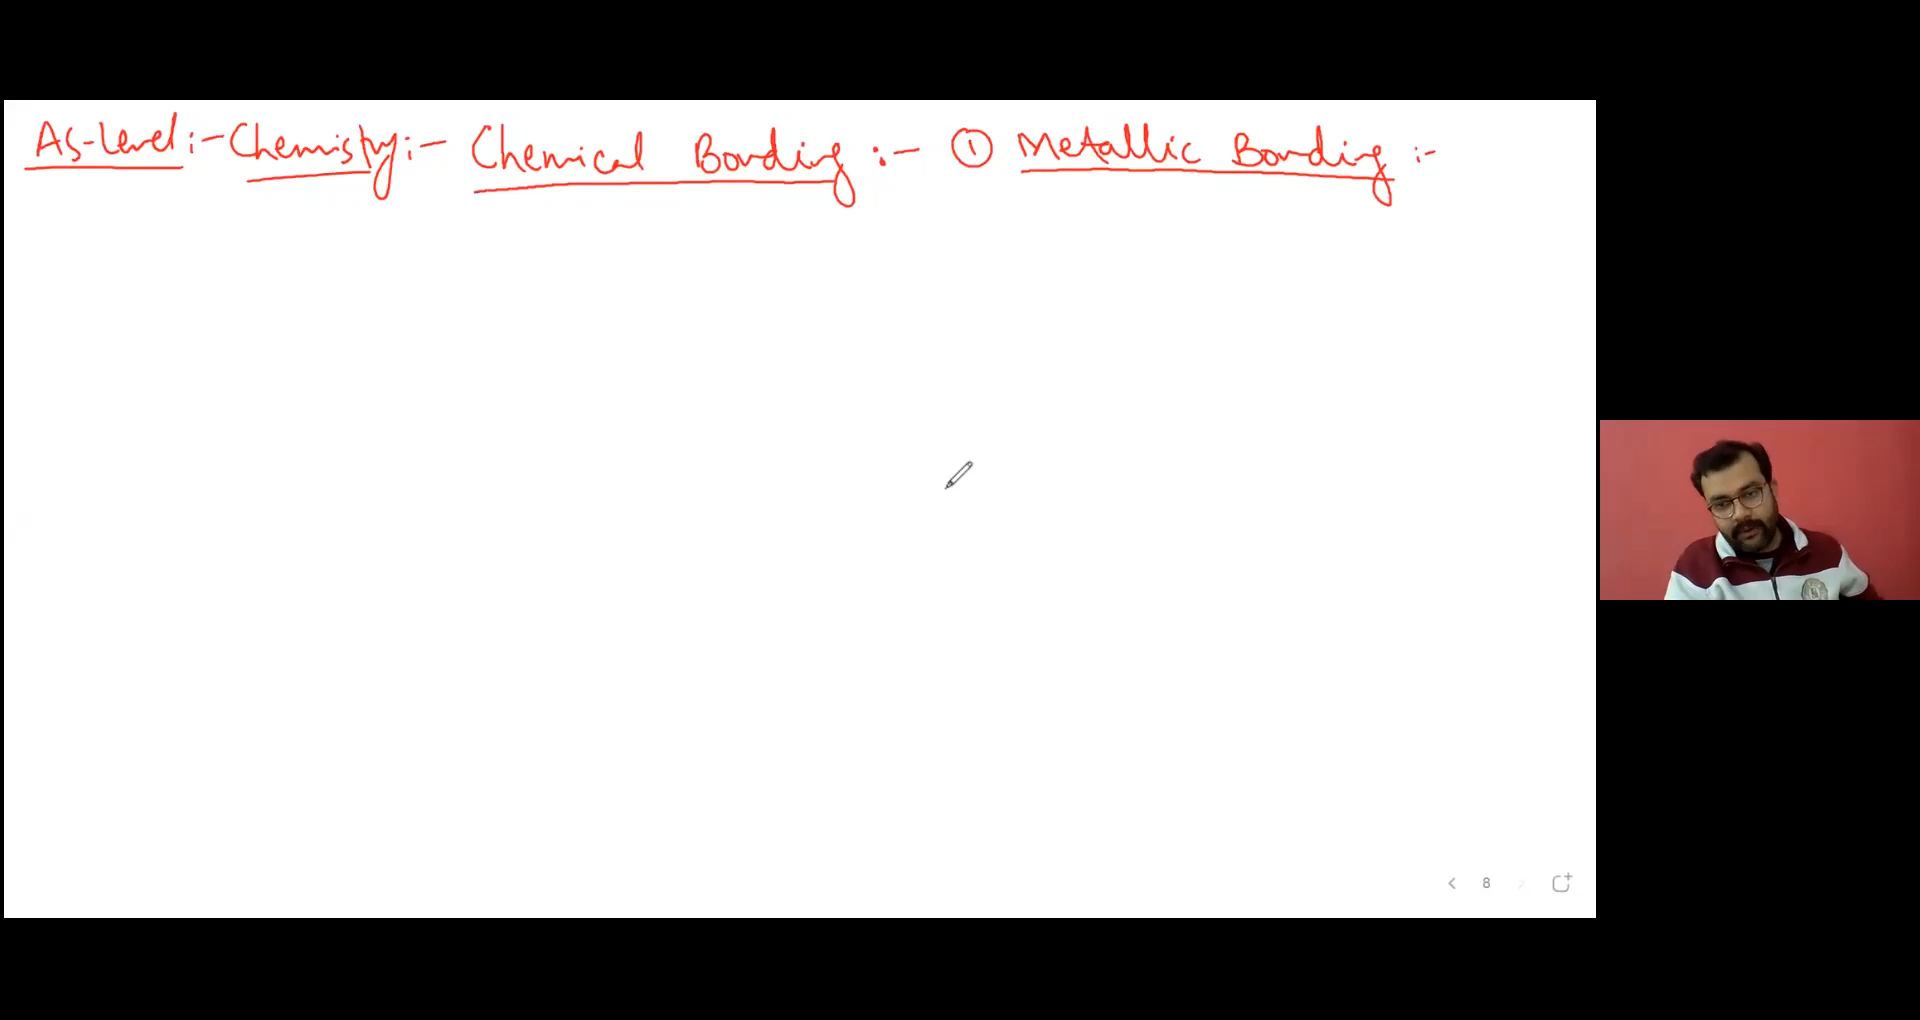 As-Level:- Chemistry:- Chemical Bonding :- ① Metallic Bonding :-
8